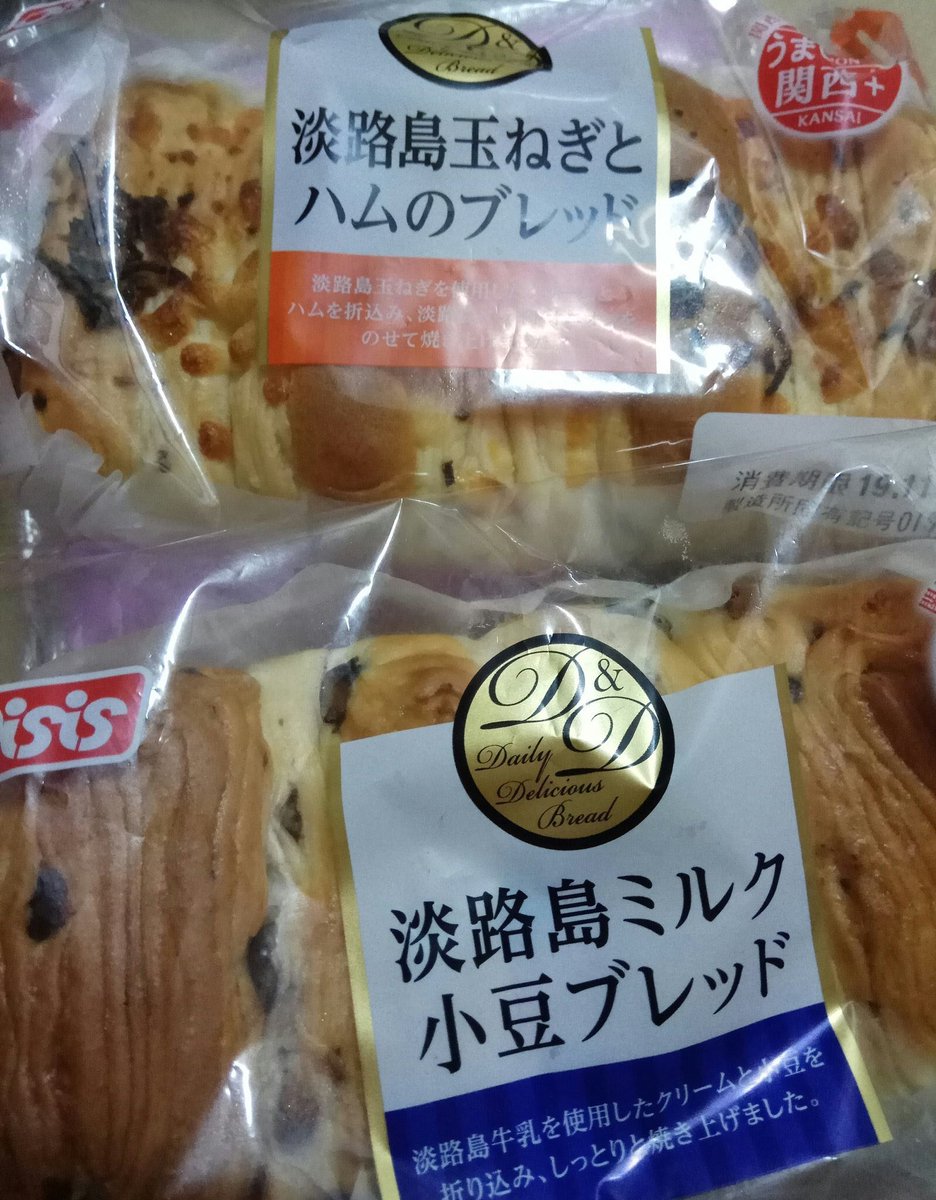 D&
Delicious
Bread
うま
関西+
KANSAI
淡路島玉ねぎと
ハムのブレッド
淡路島玉ねぎを使用し
ハムを折込み、淡路
のせて焼き上げ
消費期限 19.11
製造所固有記号01
isis
D&D
Daily
Delicious
Bread
淡路島ミルク
小豆ブレッド
淡路島牛乳を使用したクリームと小豆を
折り込み、しっとりと焼き上げました。